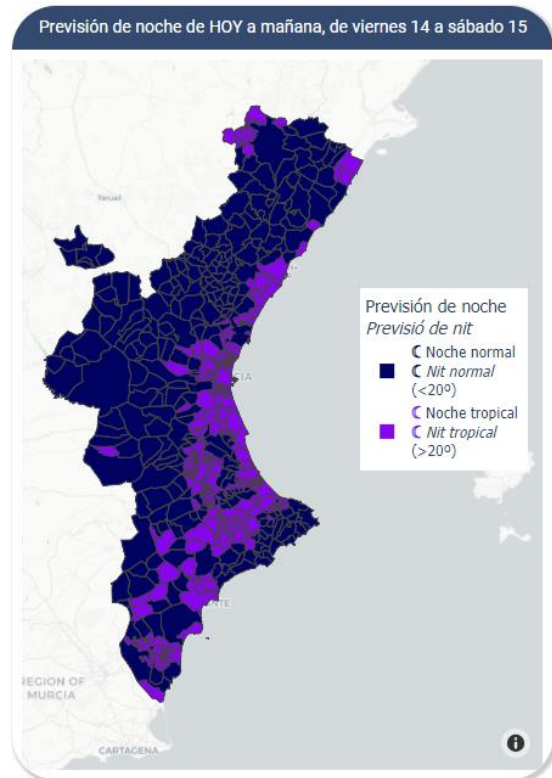 Previsión de noche de HOY a mañana, de viernes 14 a sábado 15
Teruel
Previsión de noche
Previsió de nit
Noche normal
Nit normal
(<20º)
Noche tropical
Nit tropical
(>20º)
REGION OF
MURCIA
CARTAGENA